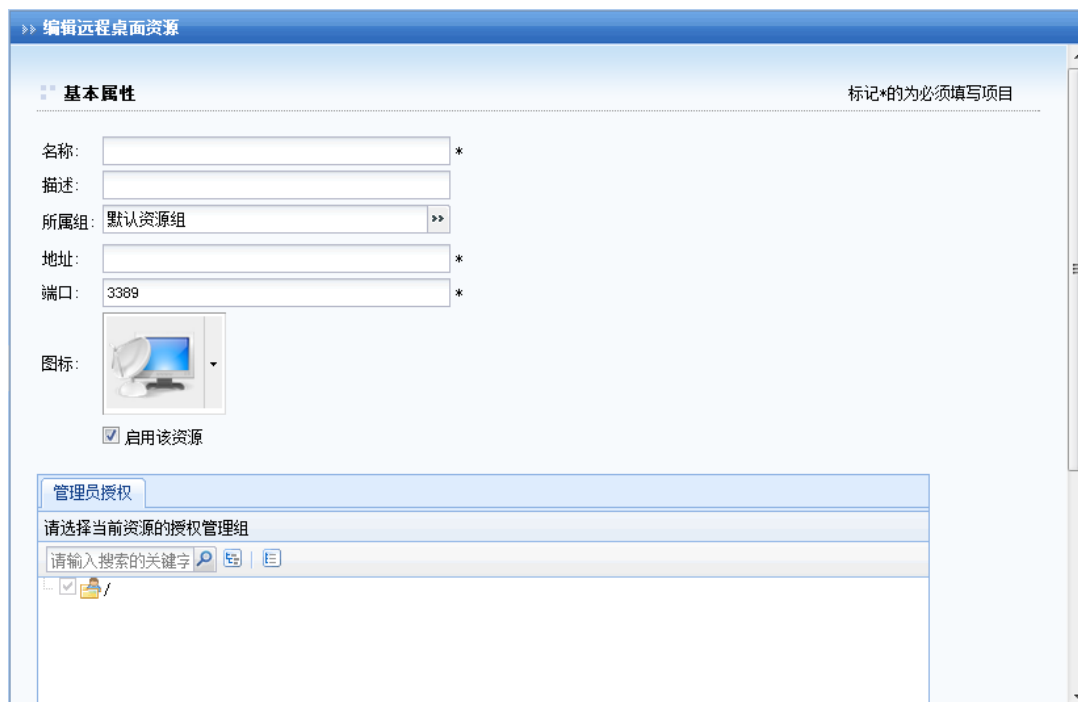 编辑远程桌面资源
基本属性 标记*的为必须填写项目
名称: *
描述:
所属组: 默认资源组
地址: *
端口: 3389 *
图标:
启用该资源
管理员授权
请选择当前资源的授权管理组
请输入搜索的关键字
/